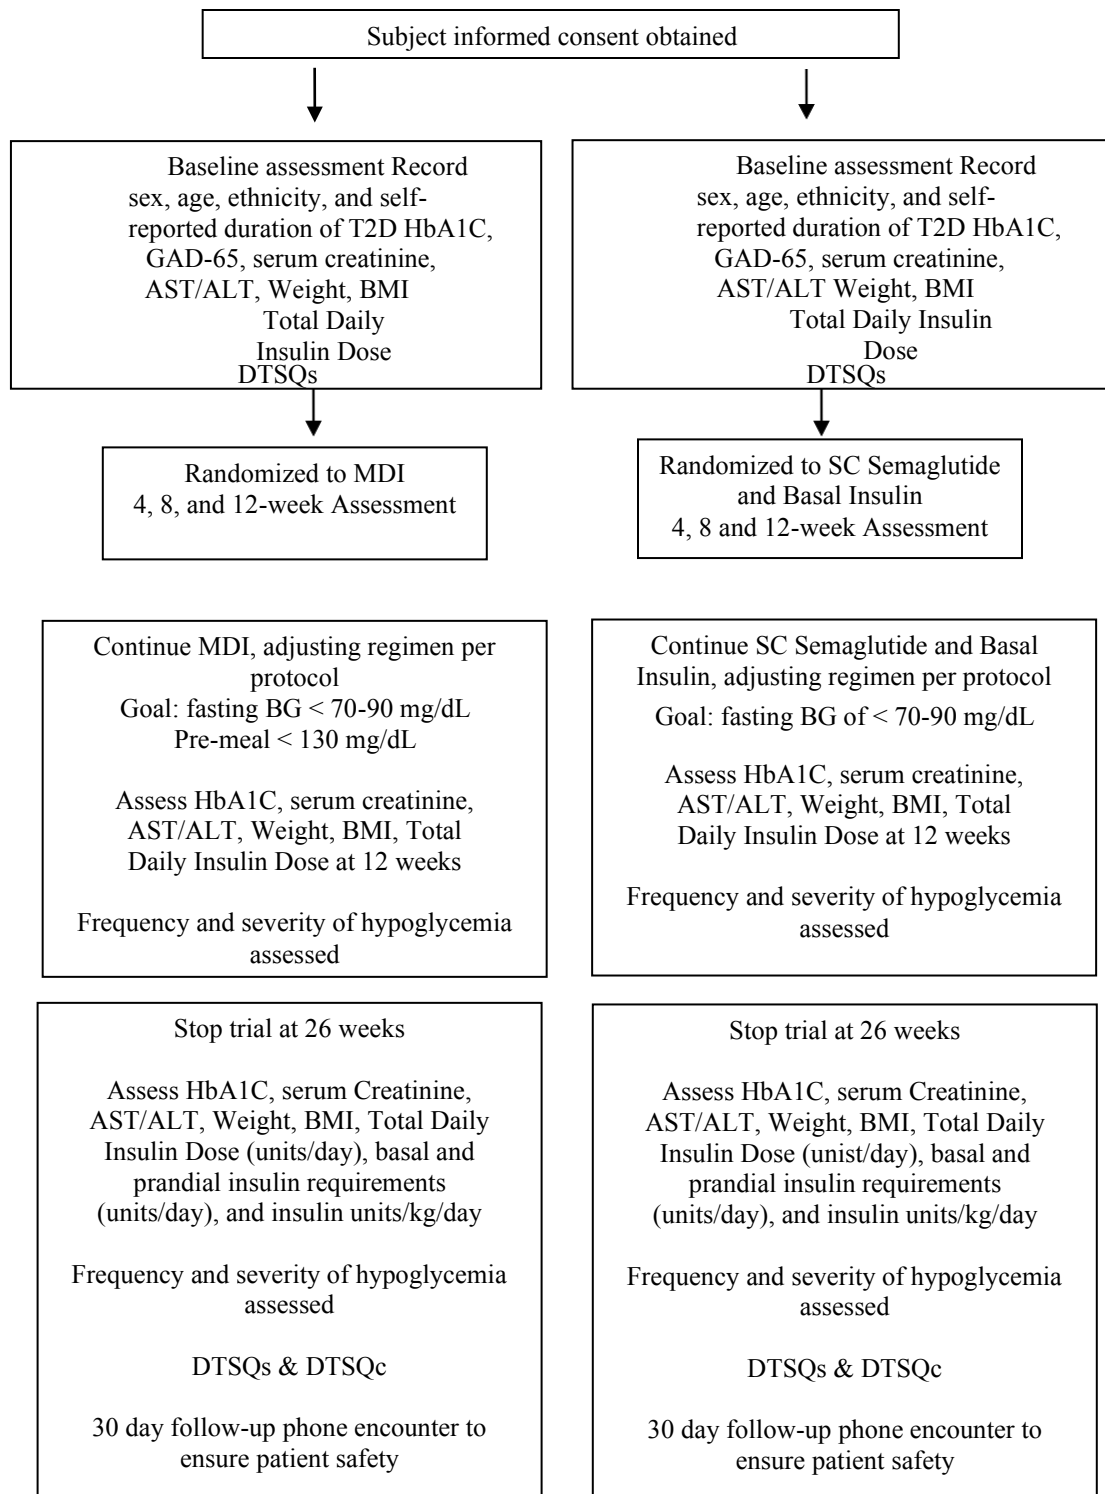 Subject informed consent obtained
Baseline assessment Record
sex, age, ethnicity, and self-
reported duration of T2D HbA1C,
GAD-65, serum creatinine,
AST/ALT, Weight, BMI
Total Daily
Insulin Dose
DTSQs
Baseline assessment Record
sex, age, ethnicity, and self-
reported duration of T2D HbA1C,
GAD-65, serum creatinine,
AST/ALT Weight, BMI
Total Daily Insulin
Dose
DTSQs
Randomized to MDI
4, 8, and 12-week Assessment
Randomized to SC Semaglutide
and Basal Insulin
4, 8 and 12-week Assessment
Continue MDI, adjusting regimen per
protocol
Goal: fasting BG < 70-90 mg/dL
Pre-meal < 130 mg/dL
Assess HbA1C, serum creatinine,
AST/ALT, Weight, BMI, Total
Daily Insulin Dose at 12 weeks
Frequency and severity of hypoglycemia
assessed
Continue SC Semaglutide and Basal
Insulin, adjusting regimen per protocol
Goal: fasting BG of < 70-90 mg/dL
Assess HbA1C, serum creatinine,
AST/ALT, Weight, BMI, Total
Daily Insulin Dose at 12 weeks
Frequency and severity of hypoglycemia
assessed
Stop trial at 26 weeks
Assess HbA1C, serum Creatinine,
AST/ALT, Weight, BMI, Total Daily
Insulin Dose (units/day), basal and
prandial insulin requirements
(units/day), and insulin units/kg/day
Frequency and severity of hypoglycemia
assessed
DTSQs & DTSQc
30 day follow-up phone encounter to
ensure patient safety
Stop trial at 26 weeks
Assess HbA1C, serum Creatinine,
AST/ALT, Weight, BMI, Total Daily
Insulin Dose (unist/day), basal and
prandial insulin requirements
(units/day), and insulin units/kg/day
Frequency and severity of hypoglycemia
assessed
DTSQs & DTSQc
30 day follow-up phone encounter to
ensure patient safety